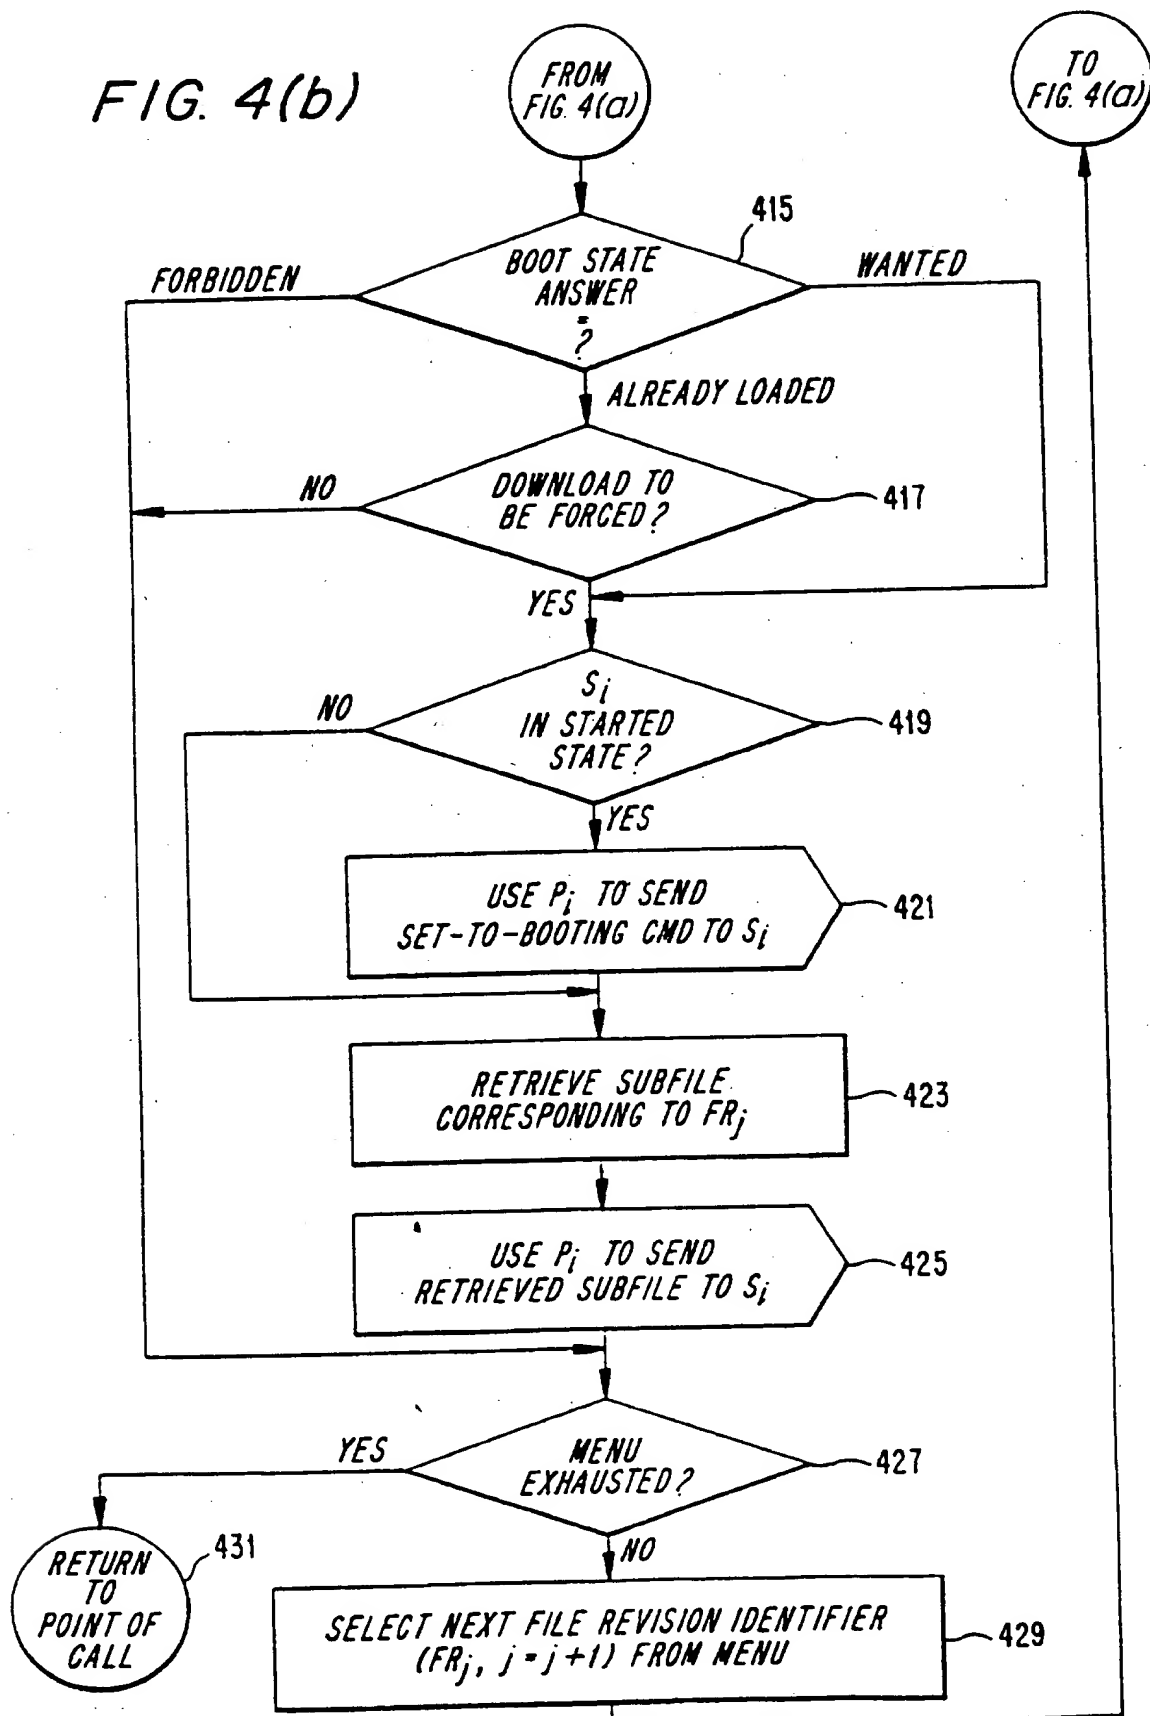 FIG. 4(b)
FROM
FIG. 4(a)
TO
FIG. 4(a)
415
BOOT STATE
ANSWER
=
?
FORBIDDEN
WANTED
ALREADY LOADED
DOWNLOAD TO
BE FORCED?
NO
417
YES
Si
IN STARTED
STATE?
NO
419
YES
USE Pi TO SEND
SET-TO-BOOTING CMD TO Si
421
RETRIEVE SUBFILE
CORRESPONDING TO FRj
423
USE Pi TO SEND
RETRIEVED SUBFILE TO Si
425
YES
MENU
EXHAUSTED?
427
NO
RETURN
TO
POINT OF
CALL
431
SELECT NEXT FILE REVISION IDENTIFIER
(FRj, j=j+1) FROM MENU
429